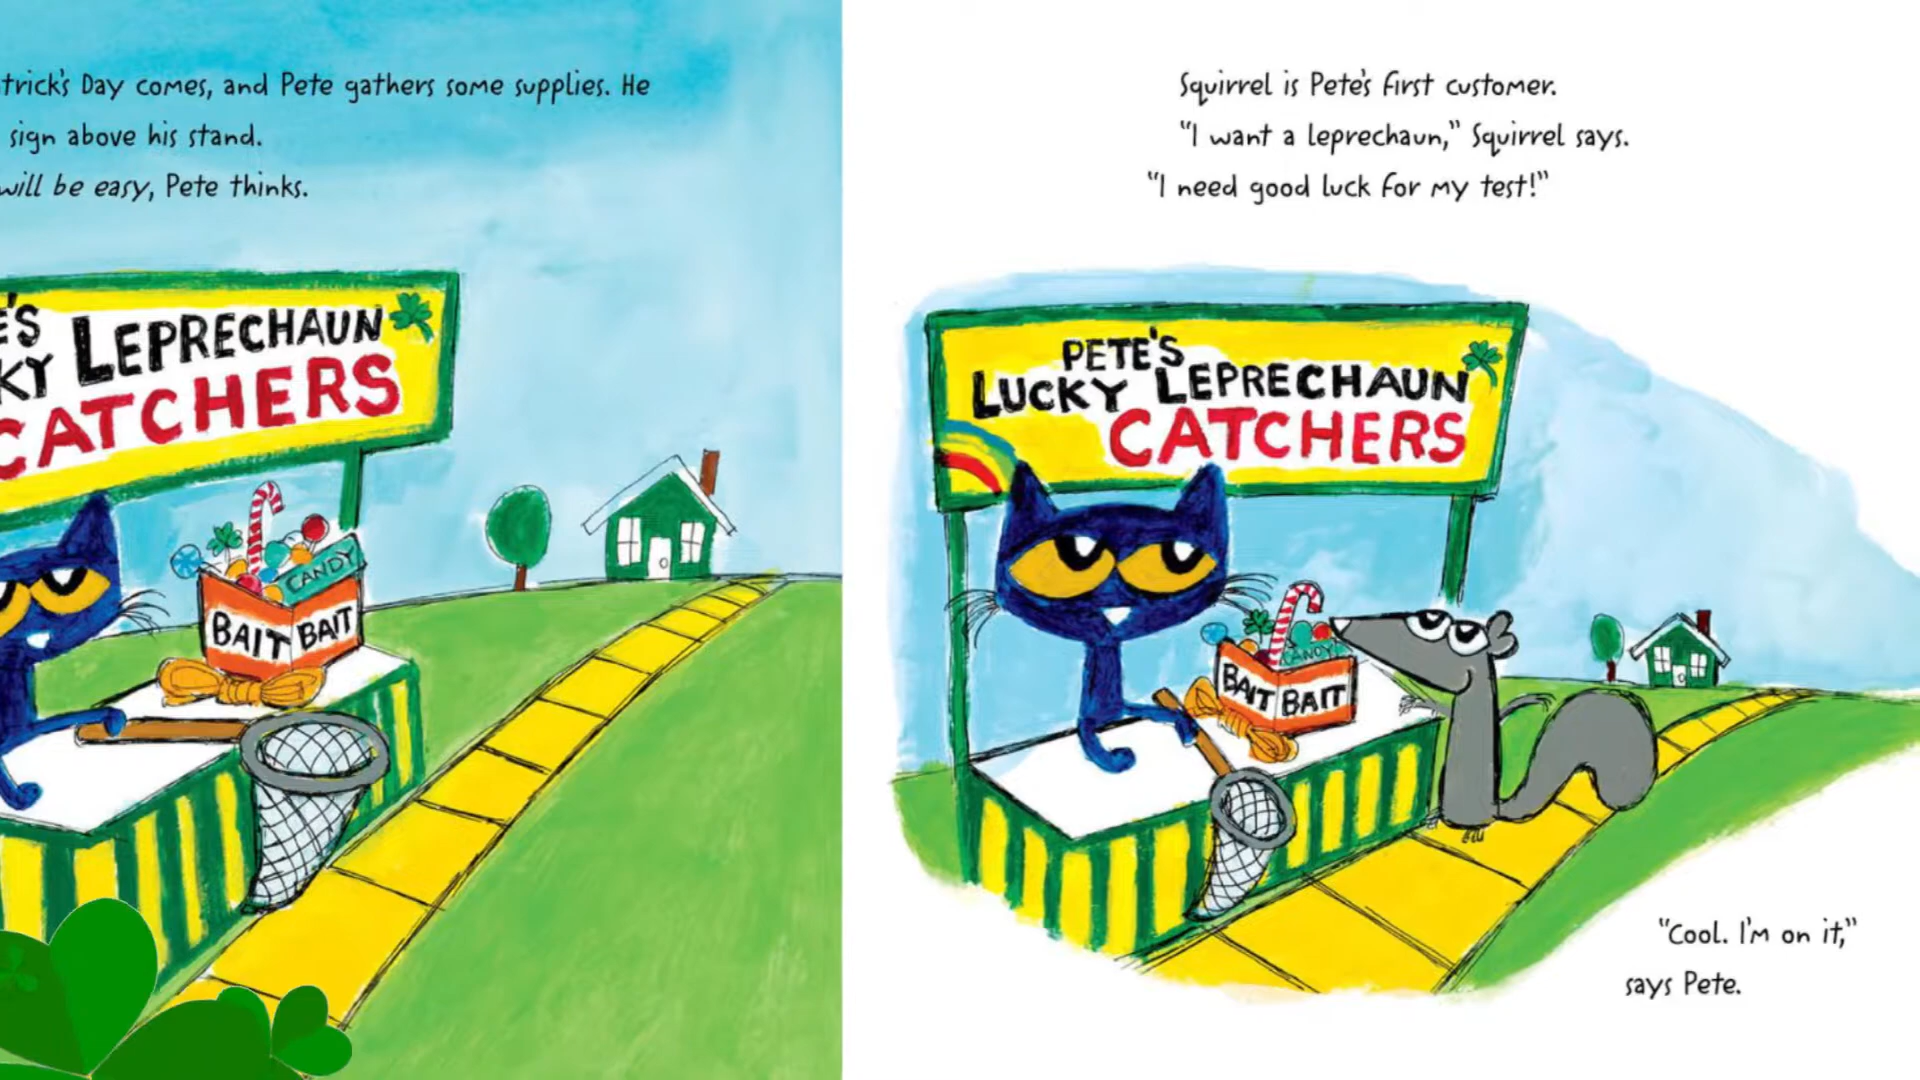 trick's Day comes, and Pete gathers some supplies. He
sign above his stand.
will be easy, Pete thinks.
E'S
KY LEPRECHAUN
CATCHERS
CANDY
BAIT BAIT
Squirrel is Pete's first customer.
"I want a leprechaun," Squirrel says.
"I need good luck for my test!"
PETE'S
LUCKY LEPRECHAUN
CATCHERS
CANDY
BAIT BAIT
"Cool. I'm on it,"
says Pete.